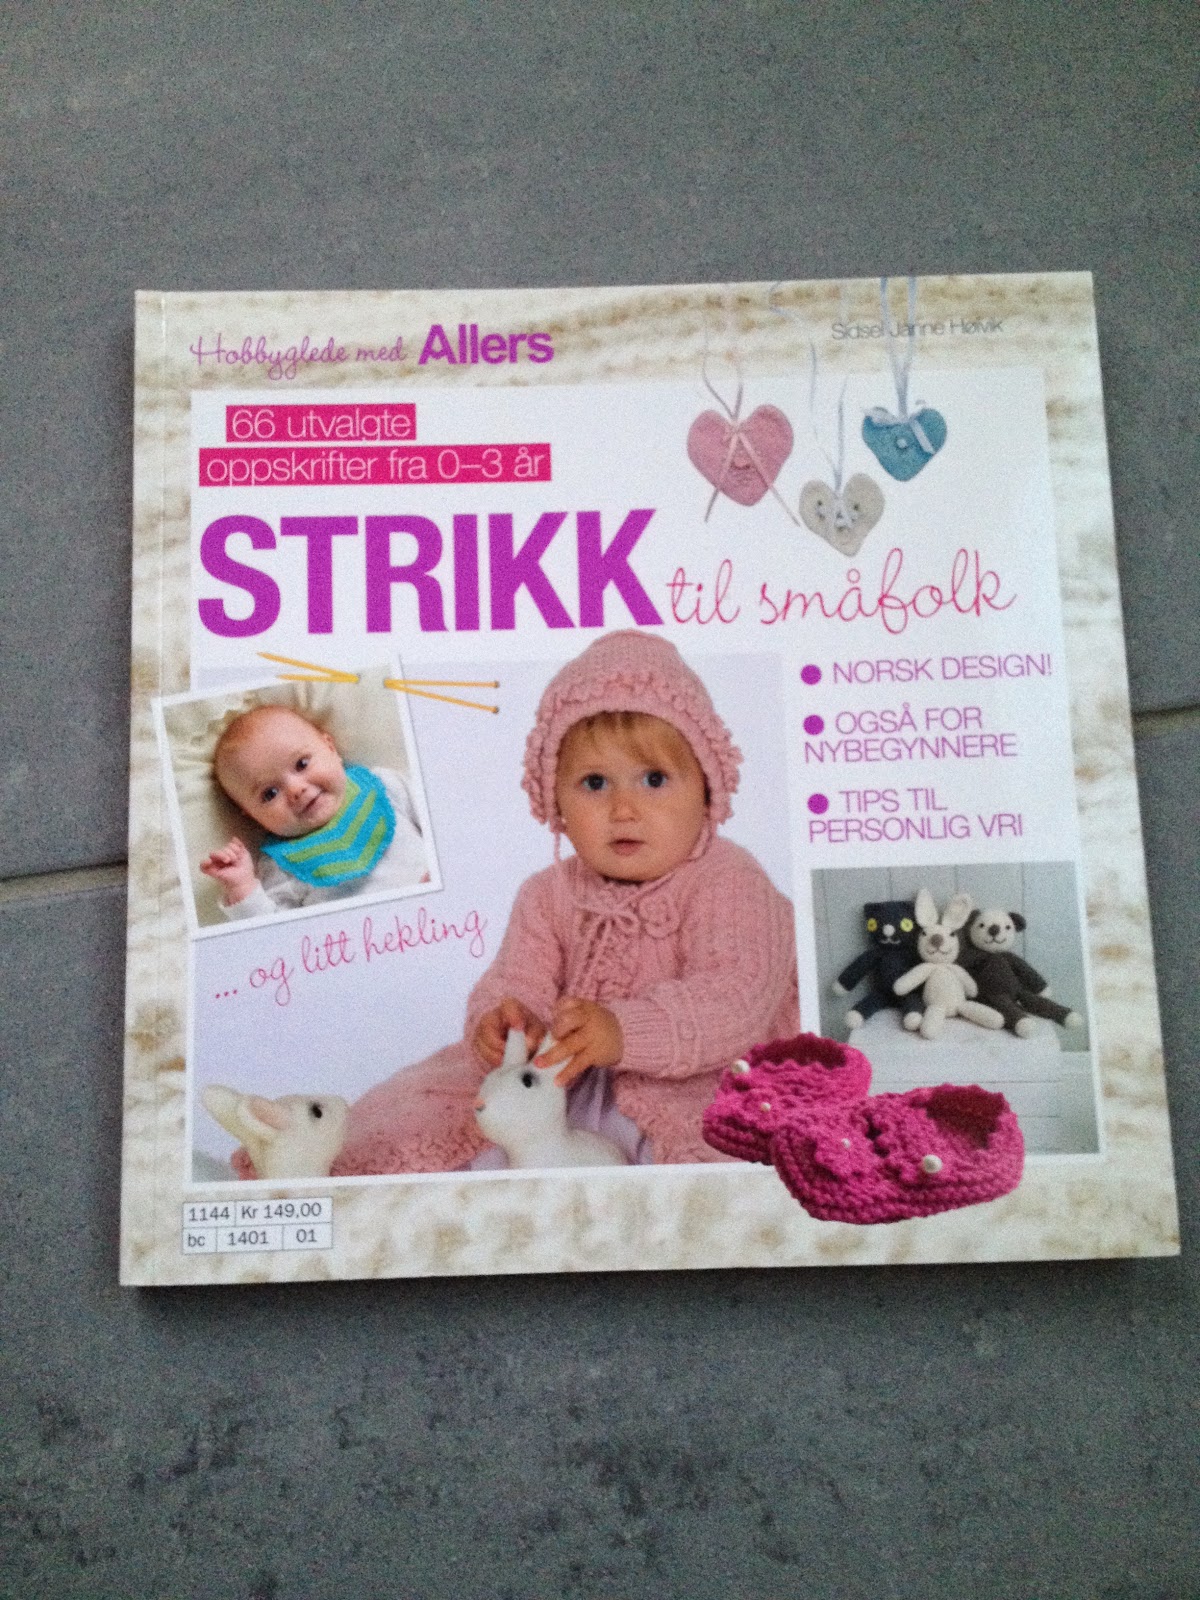 Hobbyglede med Allers
Sidsel Janne Høivik
66 utvalgte
oppskrifter fra 0–3 år
STRIKK til småfolk
NORSK DESIGN!
OGSÅ FOR
NYBEGYNNERE
TIPS TIL
PERSONLIG VRI
... og litt hekling
1144 Kr 149,00
bc 1401 01